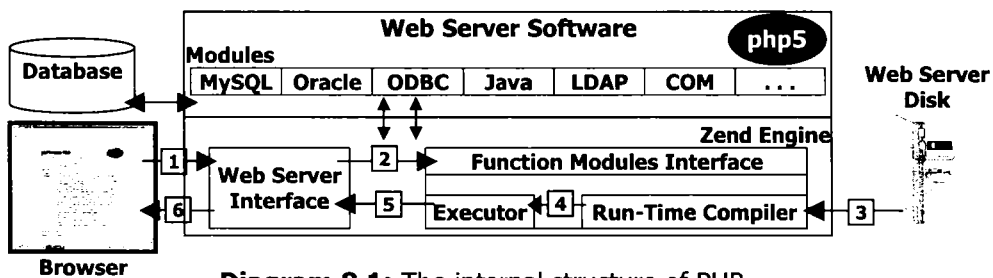 Web Server Software
php5
Modules
Database
MySQL Oracle ODBC Java LDAP COM ...
Web Server
Disk
Zend Engine
1
2
Function Modules Interface
Web Server
Interface
6
5
Executor
4
Run-Time Compiler
3
Browser
Diagram 8.1: The internal structure of PHP